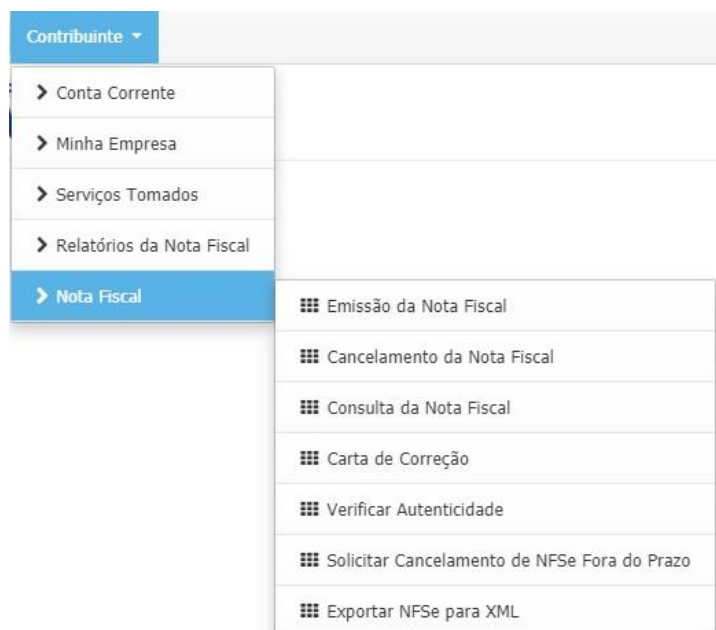 Contribuinte
Conta Corrente
Minha Empresa
Serviços Tomados
Relatórios da Nota Fiscal
Nota Fiscal
Emissão da Nota Fiscal
Cancelamento da Nota Fiscal
Consulta da Nota Fiscal
Carta de Correção
Verificar Autenticidade
Solicitar Cancelamento de NFSe Fora do Prazo
Exportar NFSe para XML